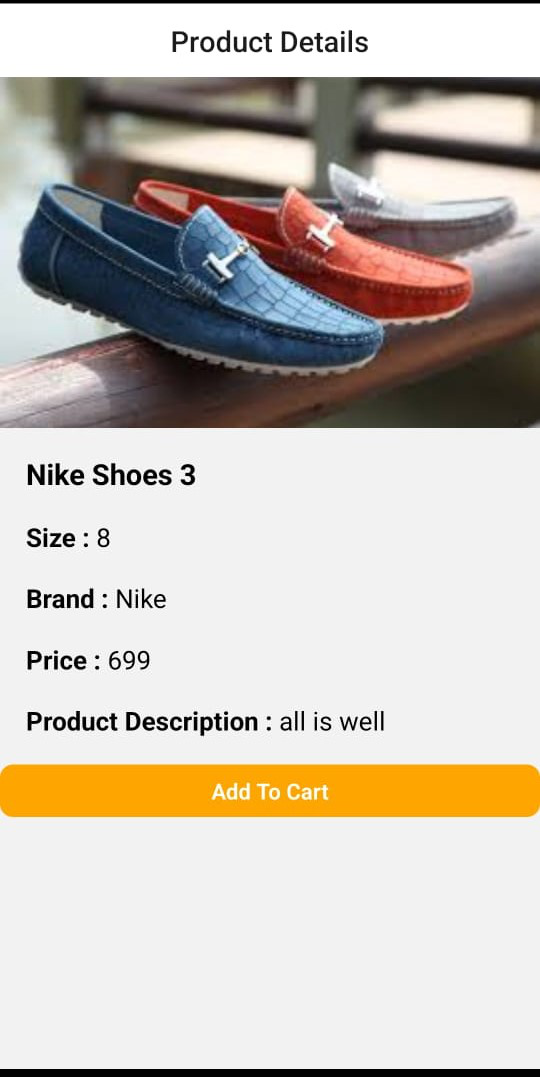 Product Details
Nike Shoes 3
Size : 8
Brand : Nike
Price : 699
Product Description : all is well
Add To Cart